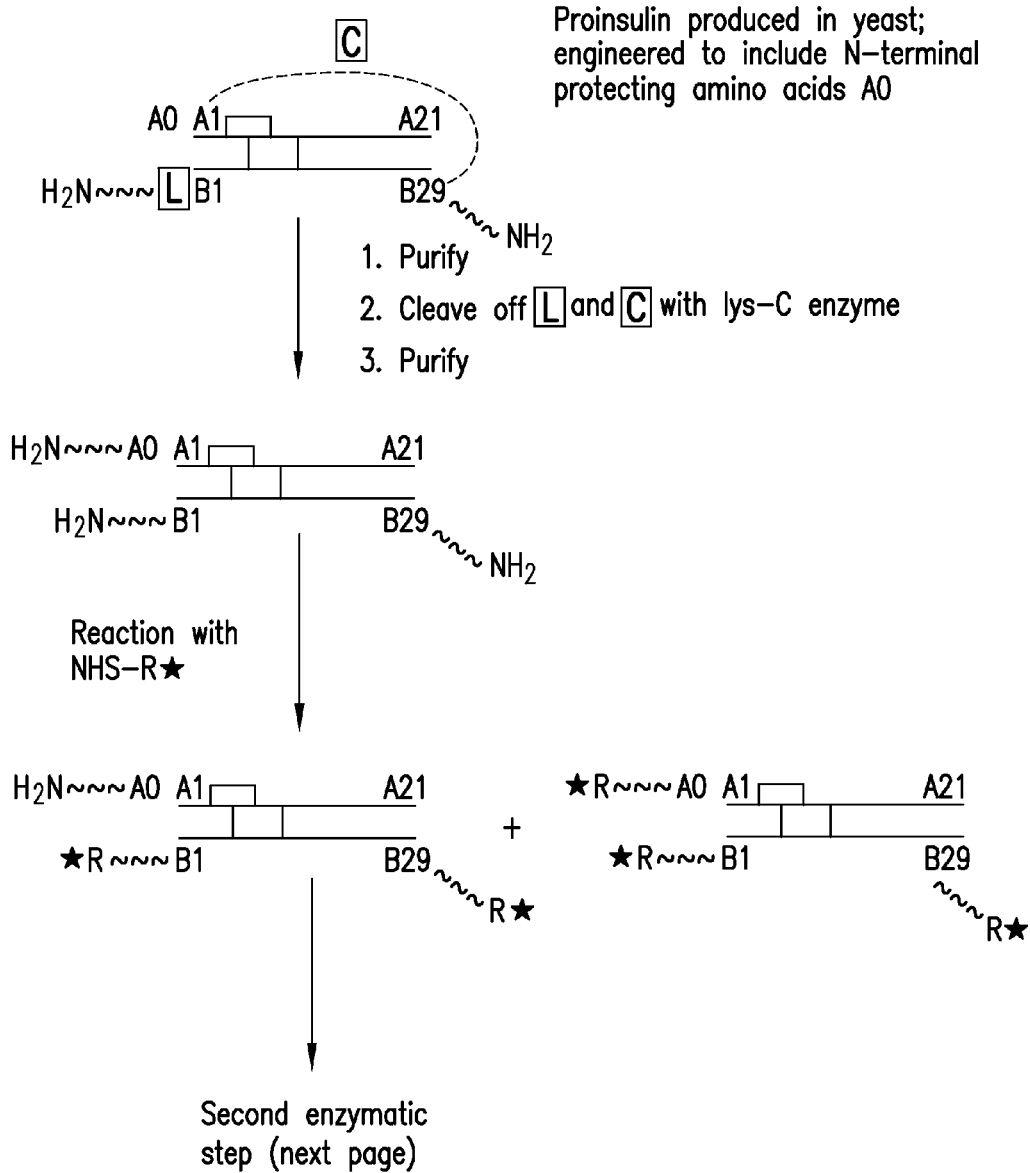 Proinsulin produced in yeast;
engineered to include N-terminal
protecting amino acids A0
C
A0 A1 A21
H2N~~~L B1 B29
~~~NH2
1. Purify
2. Cleave off L and C with lys-C enzyme
3. Purify
H2N~~~A0 A1 A21
H2N~~~B1 B29
~~~NH2
Reaction with
NHS-R★
H2N~~~A0 A1 A21
★R~~~B1 B29
~~~R★
+
★R~~~A0 A1 A21
★R~~~B1 B29
~~~R★
Second enzymatic
step (next page)